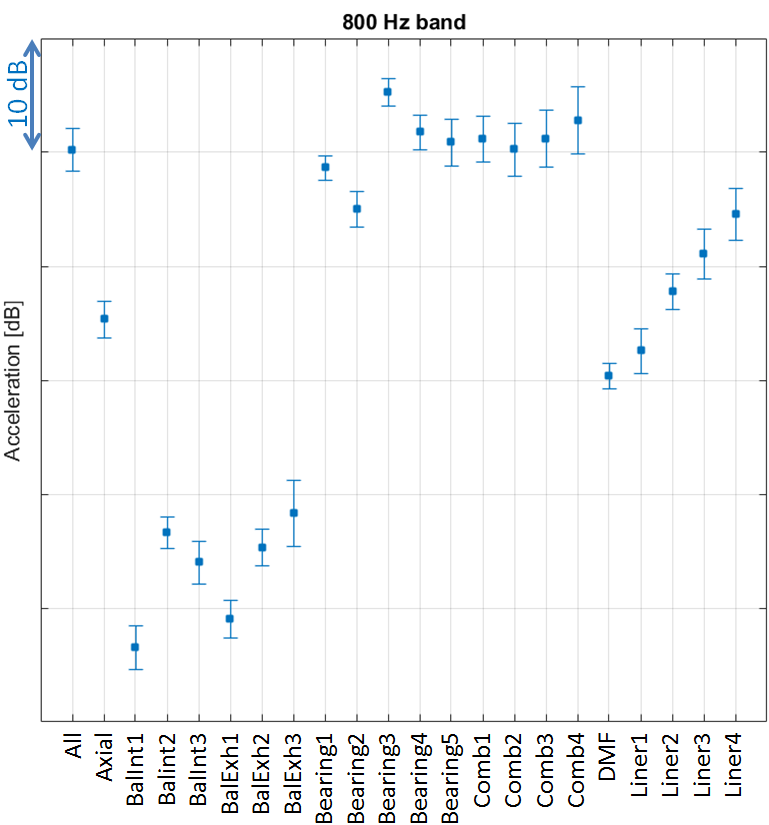 800 Hz band
10 dB
Acceleration [dB]
All
Axial
BalInt1
Balint2
BalInt3
BalExh1
BalExh2
BalExh3
Bearing1
Bearing2
Bearing3
Bearing4
Bearing5
Comb1
Comb2
Comb3
Comb4
DMF
Liner1
Liner2
Liner3
Liner4